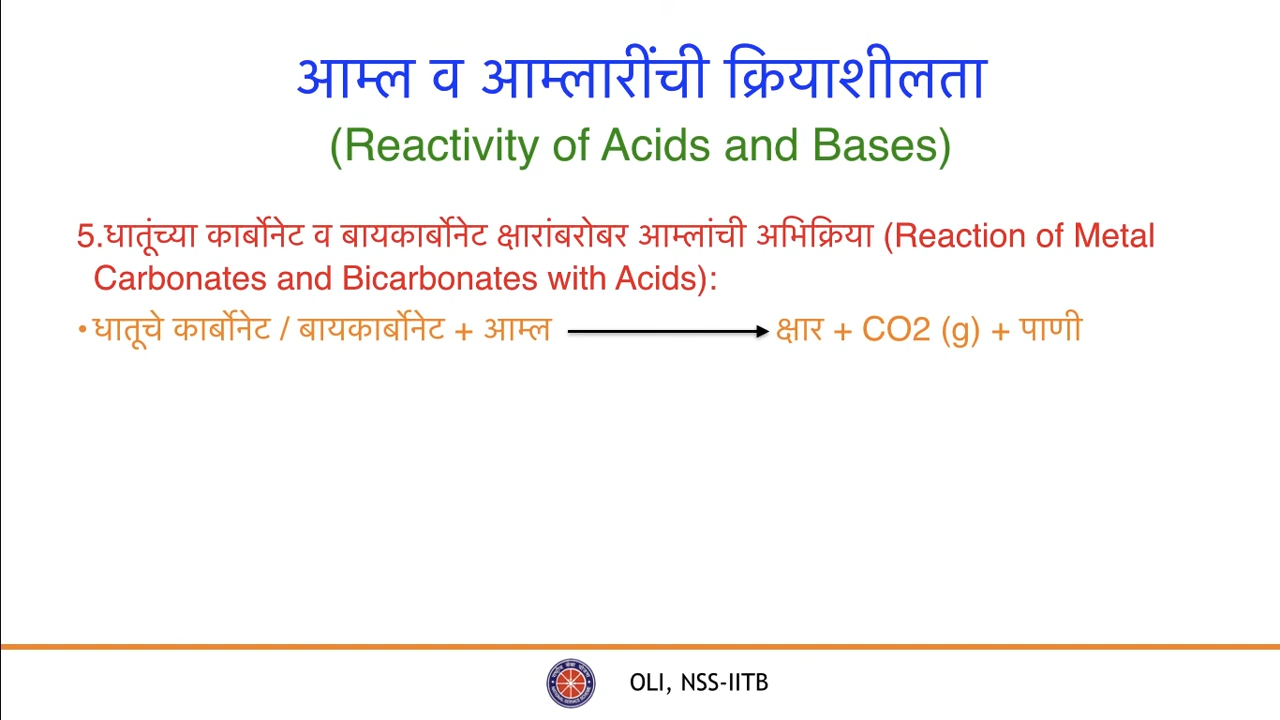 आम्ल व आम्लारींची क्रियाशीलता
(Reactivity of Acids and Bases)
5.धातूंच्या कार्बोनेट व बायकार्बोनेट क्षारांबरोबर आम्लांची अभिक्रिया (Reaction of Metal
Carbonates and Bicarbonates with Acids):
•धातूचे कार्बोनेट / बायकार्बोनेट + आम्ल ⟶ क्षार + CO2 (g) + पाणी
OLI, NSS-IITB